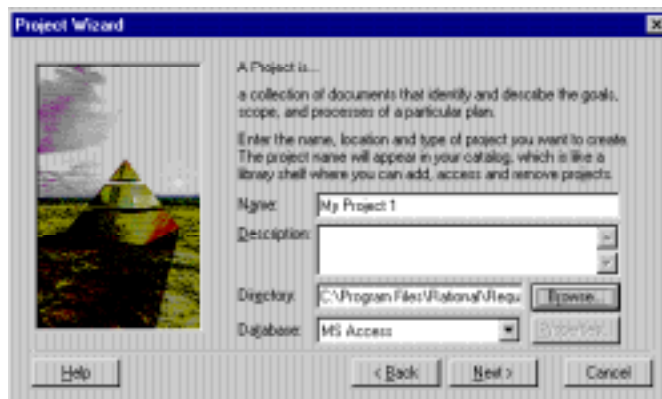 Project Wizard
A Project is...
a collection of documents that identify and describe the goals,
scope, and processes of a particular plan.
Enter the name, location and type of project you want to create.
The project name will appear in your catalog, which is like a
library shelf where you can add, access and remove projects.
Name: My Project 1
Description:
Directory: C:\Program Files\Rational\Requ Browse...
Database: MS Access Properties...
Help < Back Next > Cancel